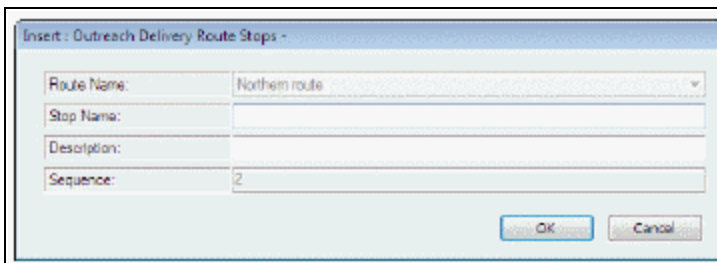 Insert : Outreach Delivery Route Stops -
Route Name: Northern route
Stop Name:
Description:
Sequence: 2
OK Cancel